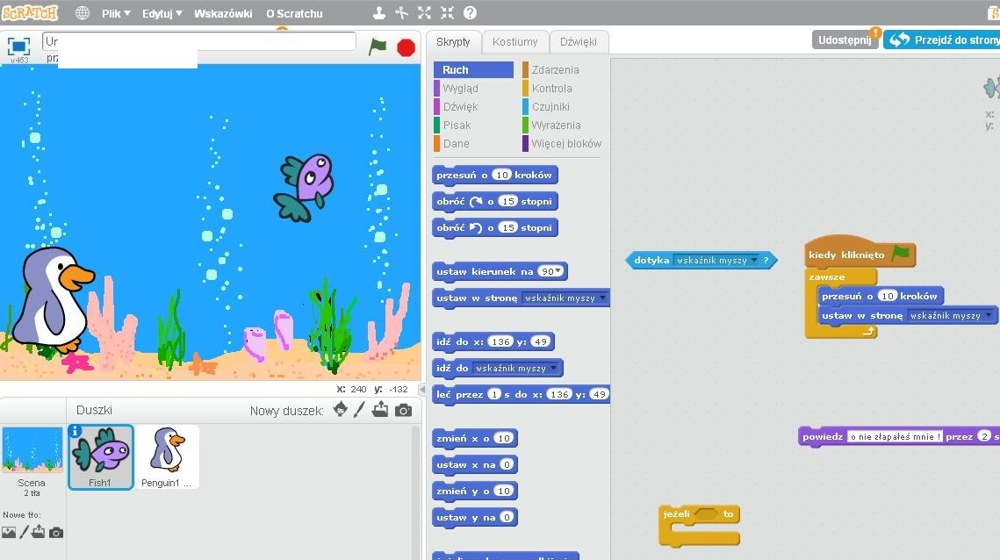 SCRATCH Plik Edytuj Wskazówki O Scratchu
v453 Ur
prz
Skrypty Kostiumy Dźwięki
Udostępnij ! Przejdź do strony
Ruch Zdarzenia
Wygląd Kontrola
Dźwięk Czujniki
Pisak Wyrażenia
Dane Więcej bloków
przesuń o 10 kroków
obróć o 15 stopni
obróć o 15 stopni
ustaw kierunek na 90
ustaw w stronę wskaźnik myszy
idź do x: 136 y: 49
idź do wskaźnik myszy
leć przez 1 s do x: 136 y: 49
zmień x o 10
ustaw x na 0
zmień y o 10
ustaw y na 0
x:
y:
dotyka wskaźnik myszy ?
kiedy kliknięto
zawsze
przesuń o 10 kroków
ustaw w stronę wskaźnik myszy
powiedz o nie złapałeś mnie ! przez 2 s
jeżeli to
x: 240 y: -132
Duszki Nowy duszek:
Scena
2 tła
Nowe tło:
Fish1
Penguin1 ...